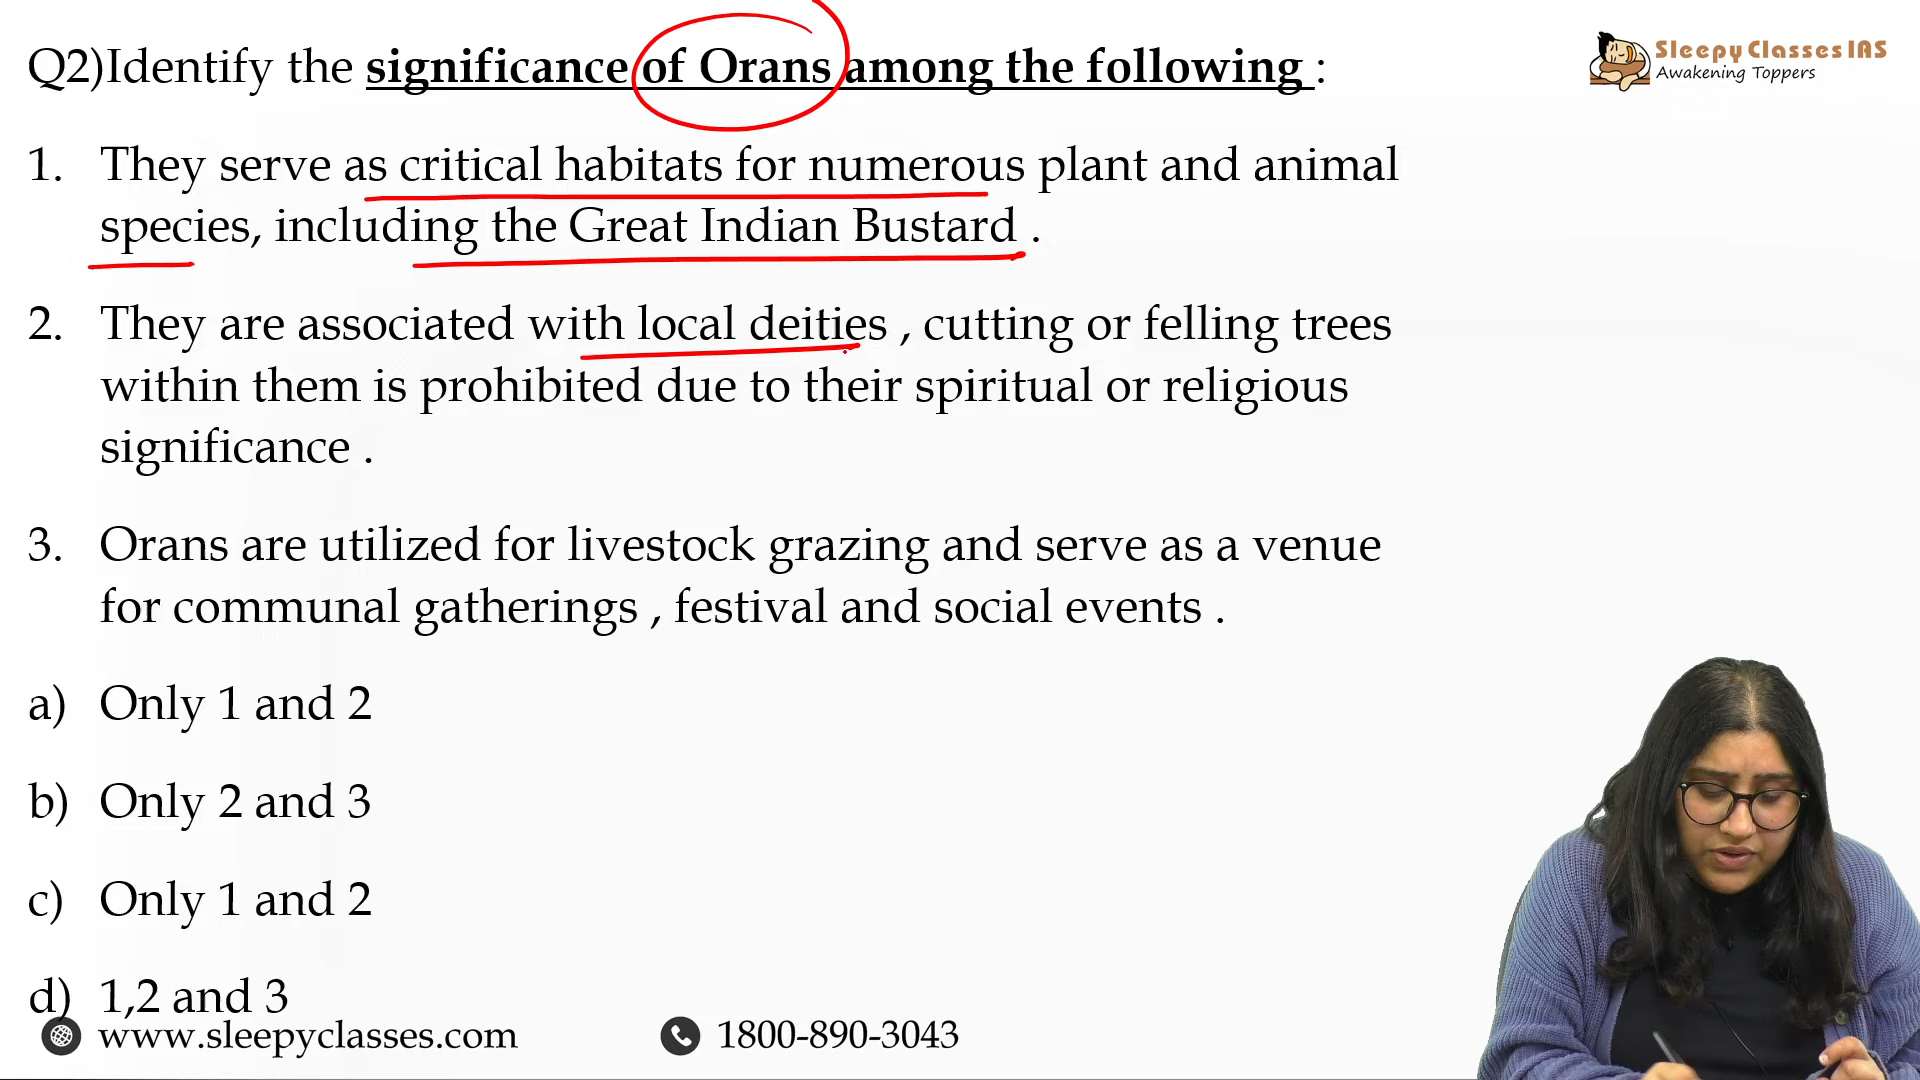 Q2)Identify the significance of Orans among the following :
Sleepy Classes IAS
Awakening Toppers
1. They serve as critical habitats for numerous plant and animal
species, including the Great Indian Bustard .
2. They are associated with local deities , cutting or felling trees
within them is prohibited due to their spiritual or religious
significance .
3. Orans are utilized for livestock grazing and serve as a venue
for communal gatherings , festival and social events .
a) Only 1 and 2
b) Only 2 and 3
c) Only 1 and 2
d) 1,2 and 3
www.sleepyclasses.com
1800-890-3043